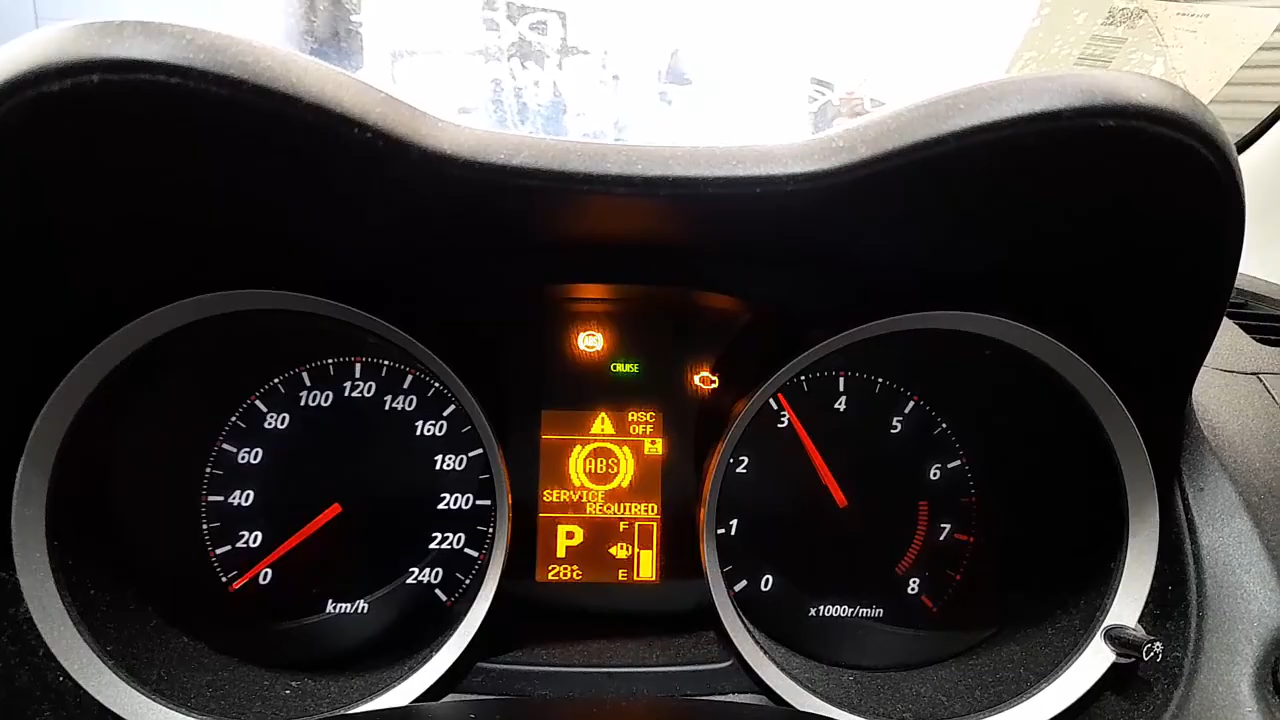 ABS
CRUISE
ASC
OFF
ABS
SERVICE
REQUIRED
P
F
28°C
E
0
20
40
60
80
100
120
140
160
180
200
220
240
km/h
0
1
2
3
4
5
6
7
8
x1000r/min